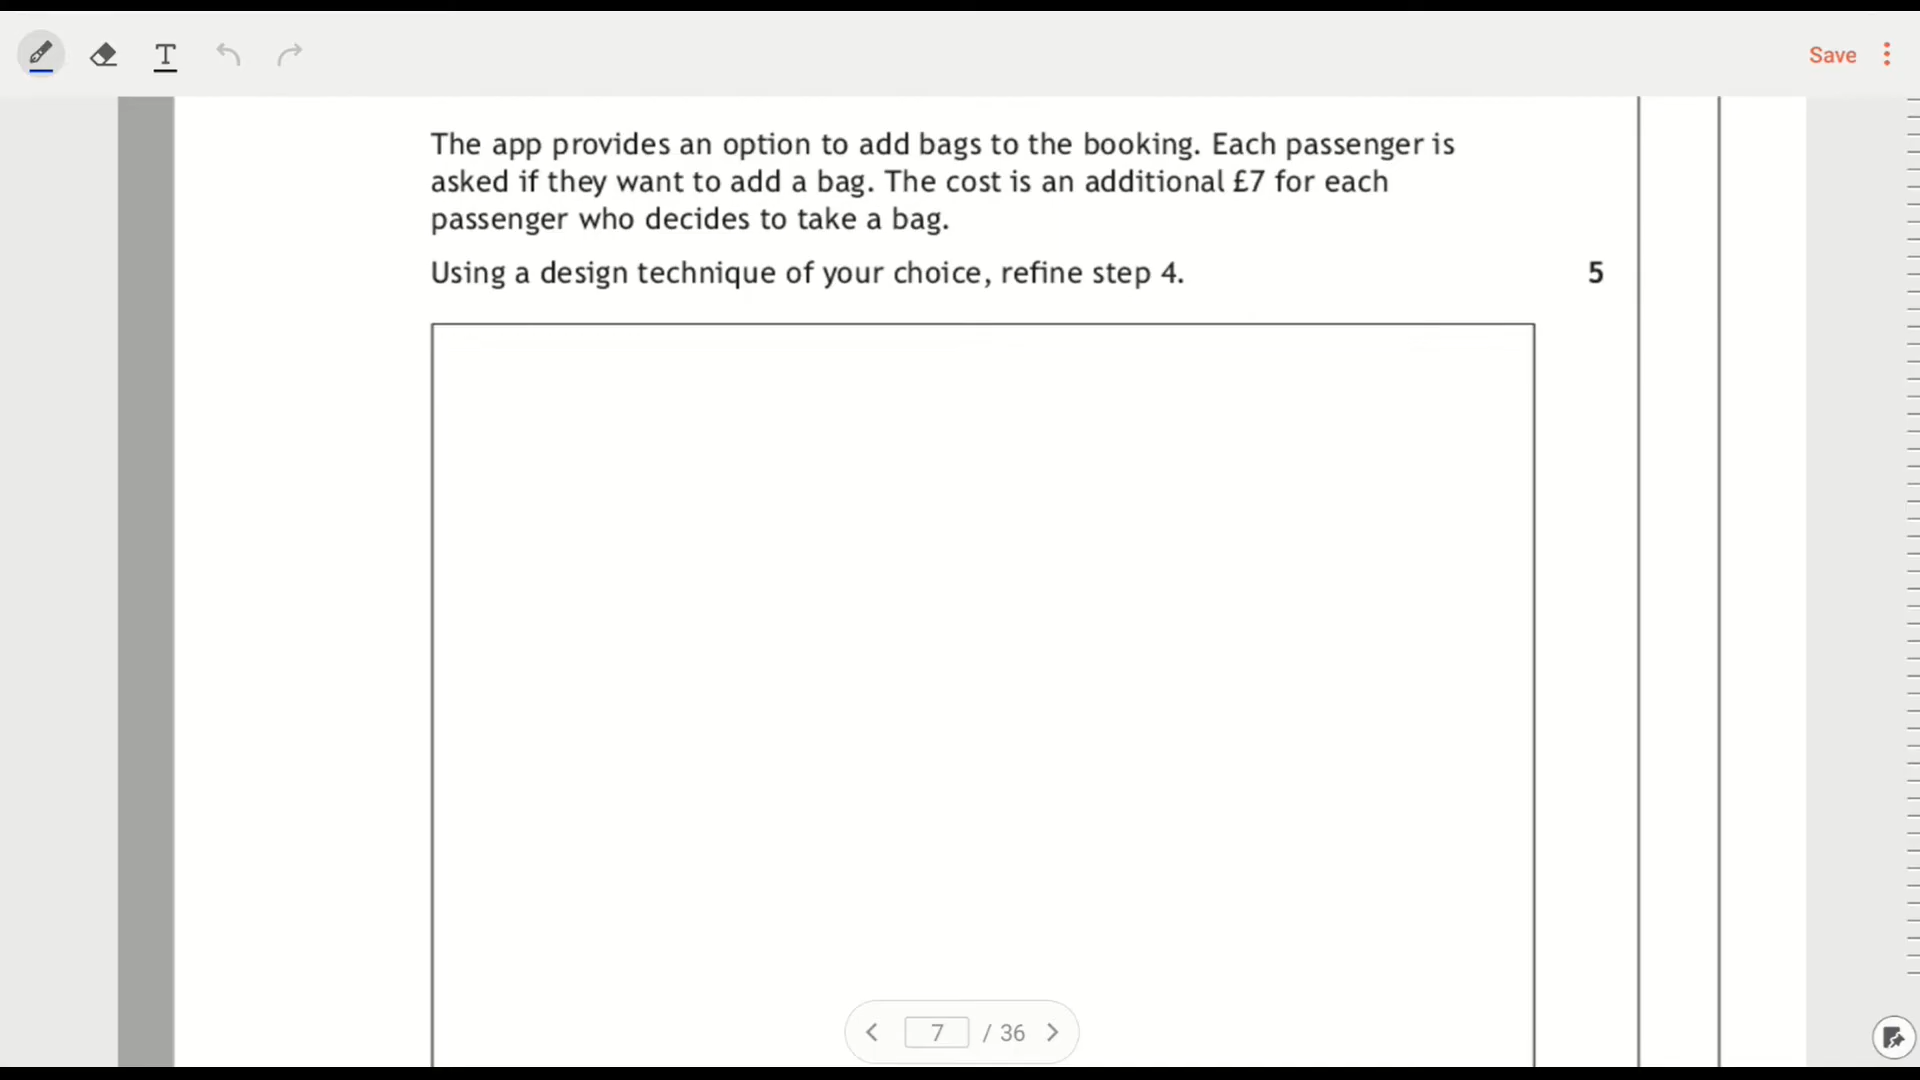 T
Save
The app provides an option to add bags to the booking. Each passenger is
asked if they want to add a bag. The cost is an additional £7 for each
passenger who decides to take a bag.
Using a design technique of your choice, refine step 4.
5
7 / 36